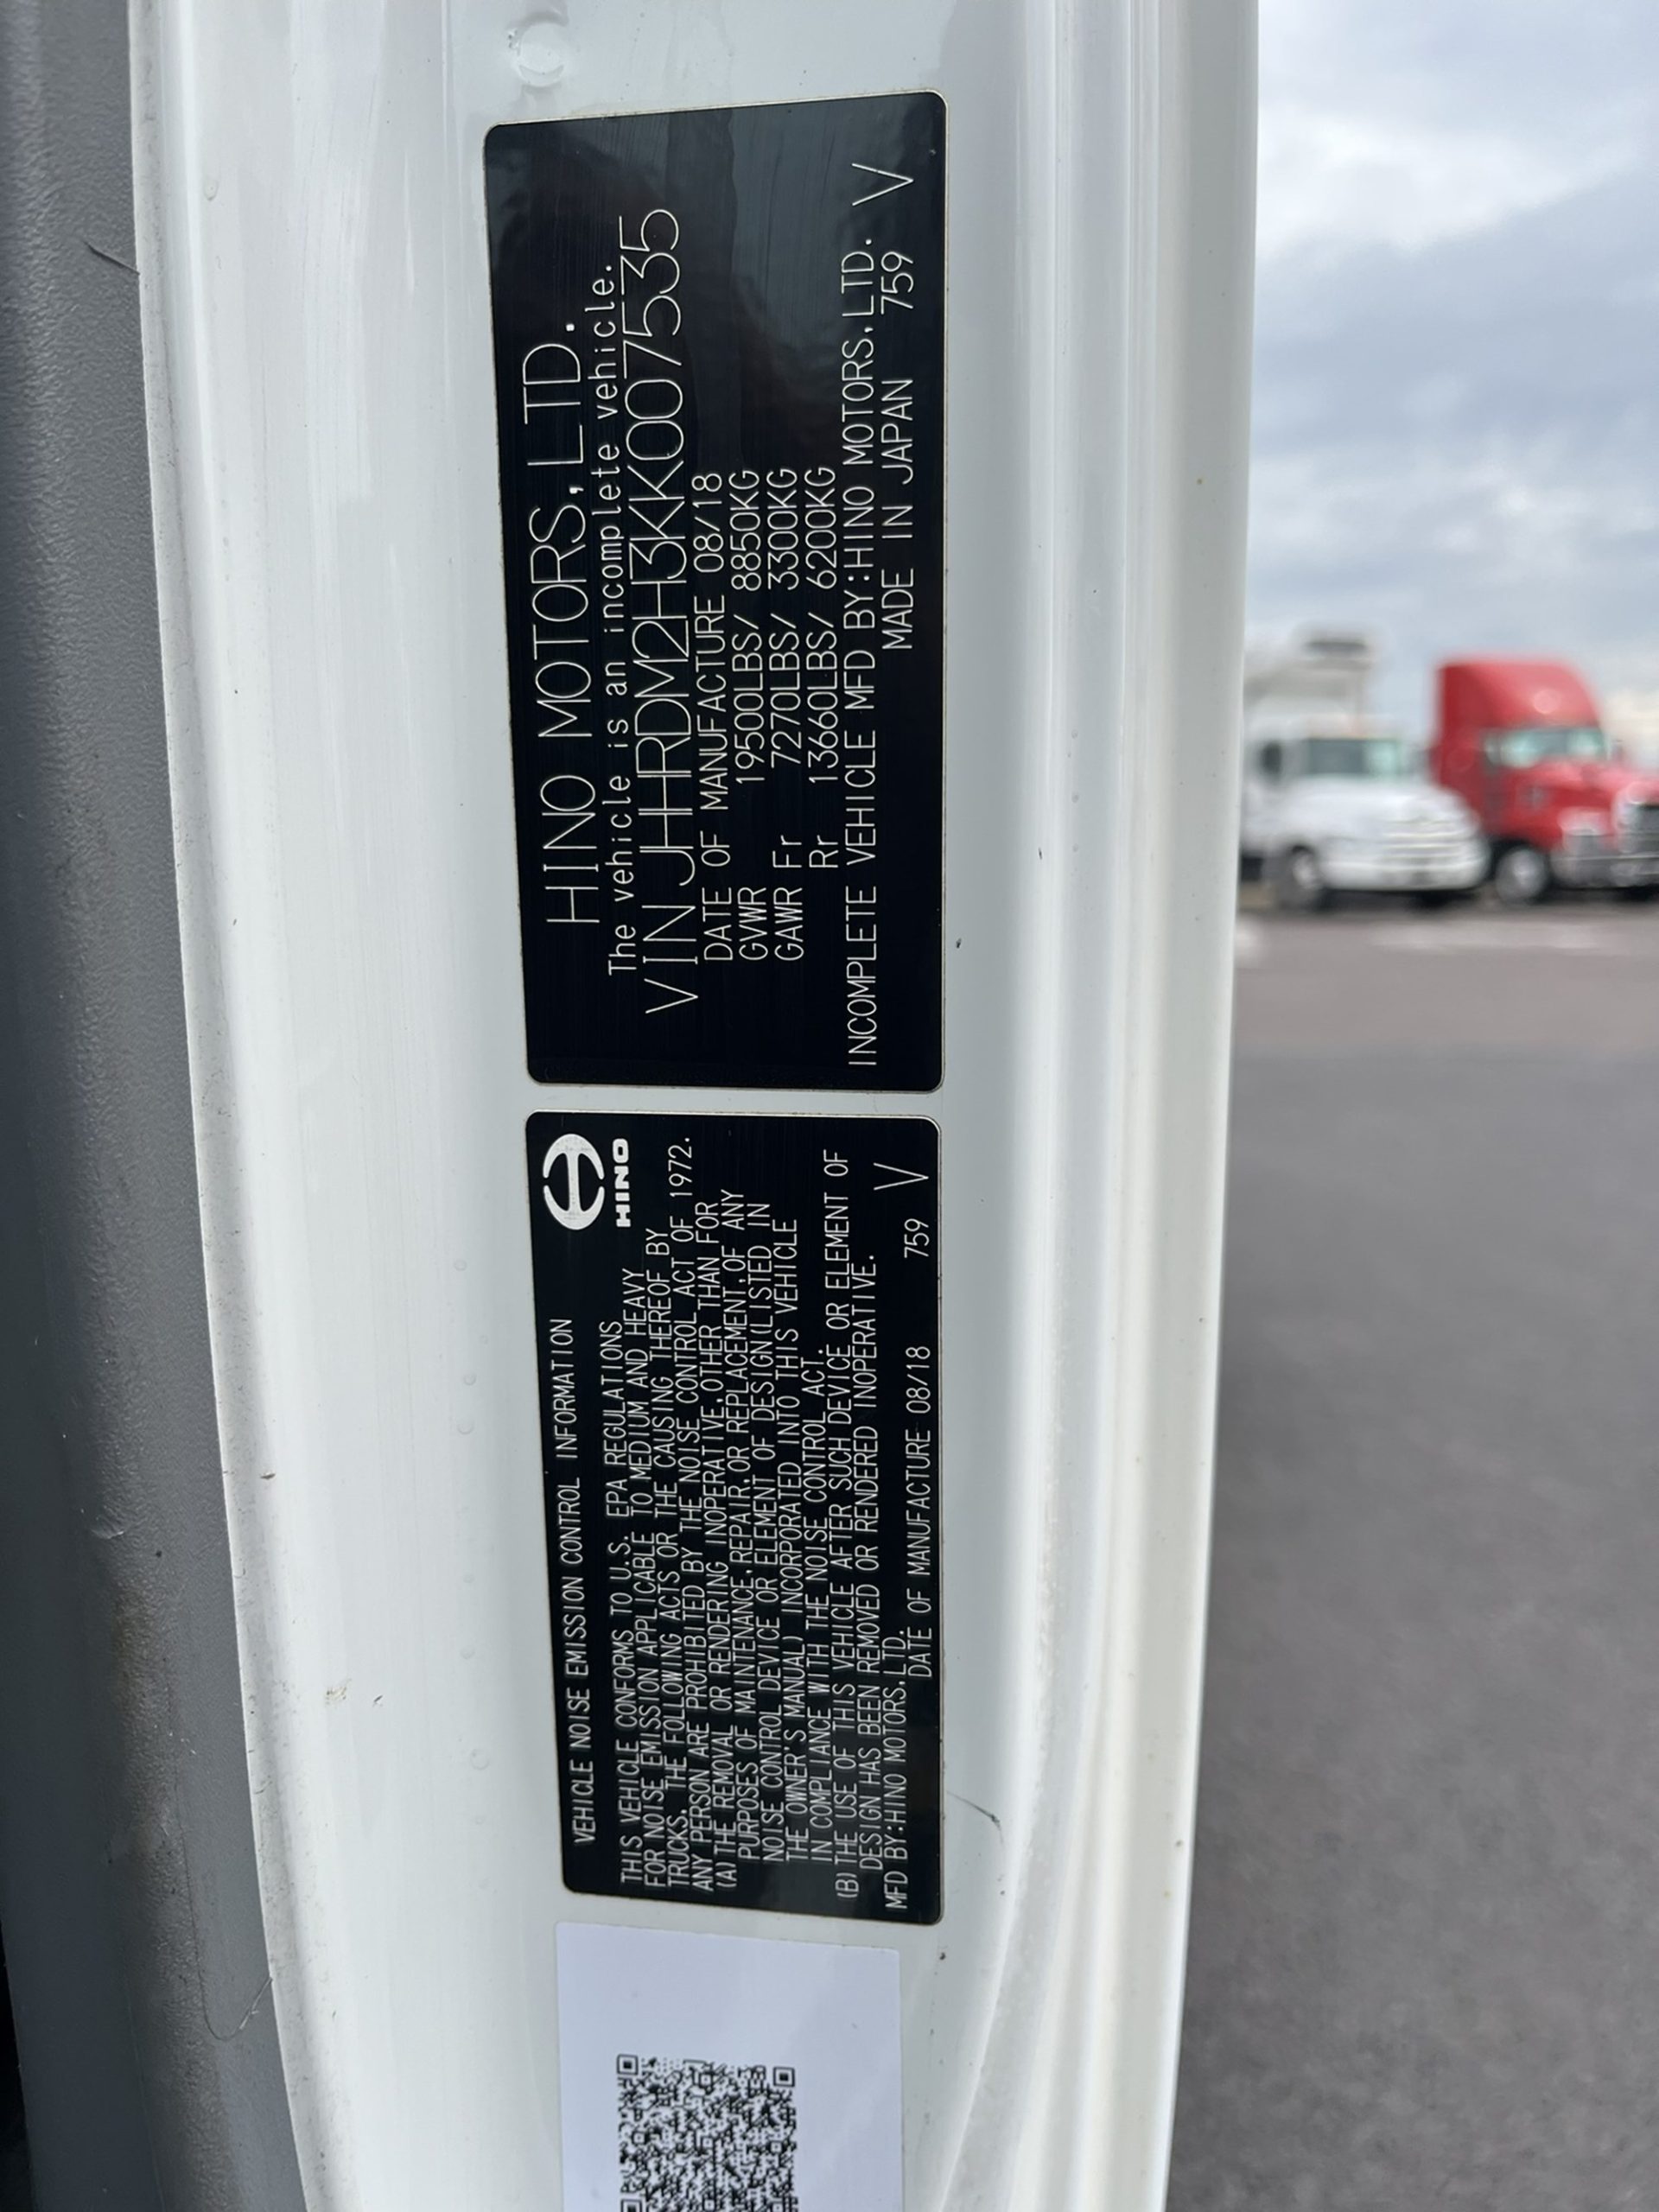 HINO MOTORS, LTD.
The vehicle is an incomplete vehicle.
VIN JHHRDM2H3KK007535
DATE OF MANUFACTURE 08/18
GVWR 19500LBS/ 8850KG
GAWR Fr 7270LBS/ 3300KG
Rr 13660LBS/ 6200KG
INCOMPLETE VEHICLE MFD BY:HINO MOTORS, LTD. V
MADE IN JAPAN 759
HINO
VEHICLE NOISE EMISSION CONTROL INFORMATION
THIS VEHICLE CONFORMS TO U.S. EPA REGULATIONS
FOR NOISE EMISSION APPLICABLE TO MEDIUM AND HEAVY
TRUCKS. THE FOLLOWING ACTS OR THE CAUSING THEREOF BY
ANY PERSON ARE PROHIBITED BY THE NOISE CONTROL ACT OF 1972.
(A) THE REMOVAL OR RENDERING INOPERATIVE, OTHER THAN FOR
PURPOSES OF MAINTENANCE, REPAIR, OR REPLACEMENT, OF ANY
NOISE CONTROL DEVICE OR ELEMENT OF DESIGN (LISTED IN
THE OWNER'S MANUAL) INCORPORATED INTO THIS VEHICLE
IN COMPLIANCE WITH THE NOISE CONTROL ACT.
(B) THE USE OF THIS VEHICLE AFTER SUCH DEVICE OR ELEMENT OF
DESIGN HAS BEEN REMOVED OR RENDERED INOPERATIVE.
MFD BY:HINO MOTORS, LTD. V
DATE OF MANUFACTURE 08/18 759